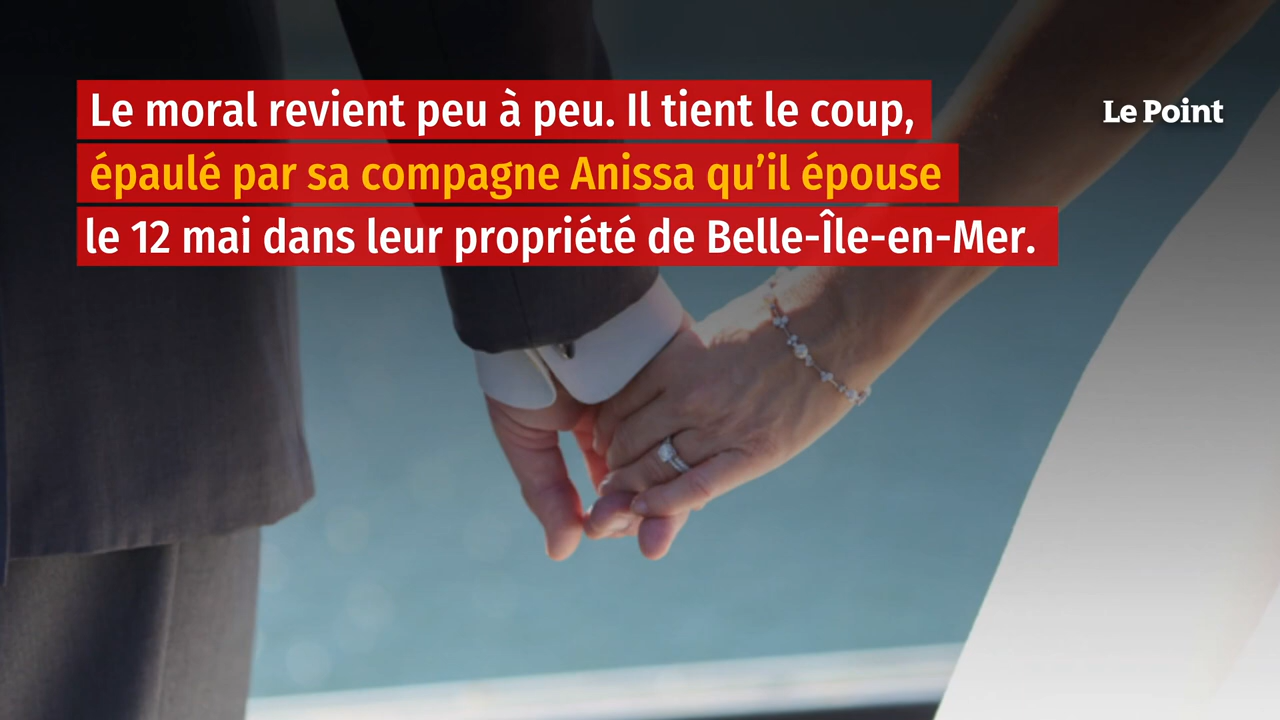 Le moral revient peu à peu. Il tient le coup,
épaulé par sa compagne Anissa qu’il épouse
le 12 mai dans leur propriété de Belle-Île-en-Mer.
Le Point